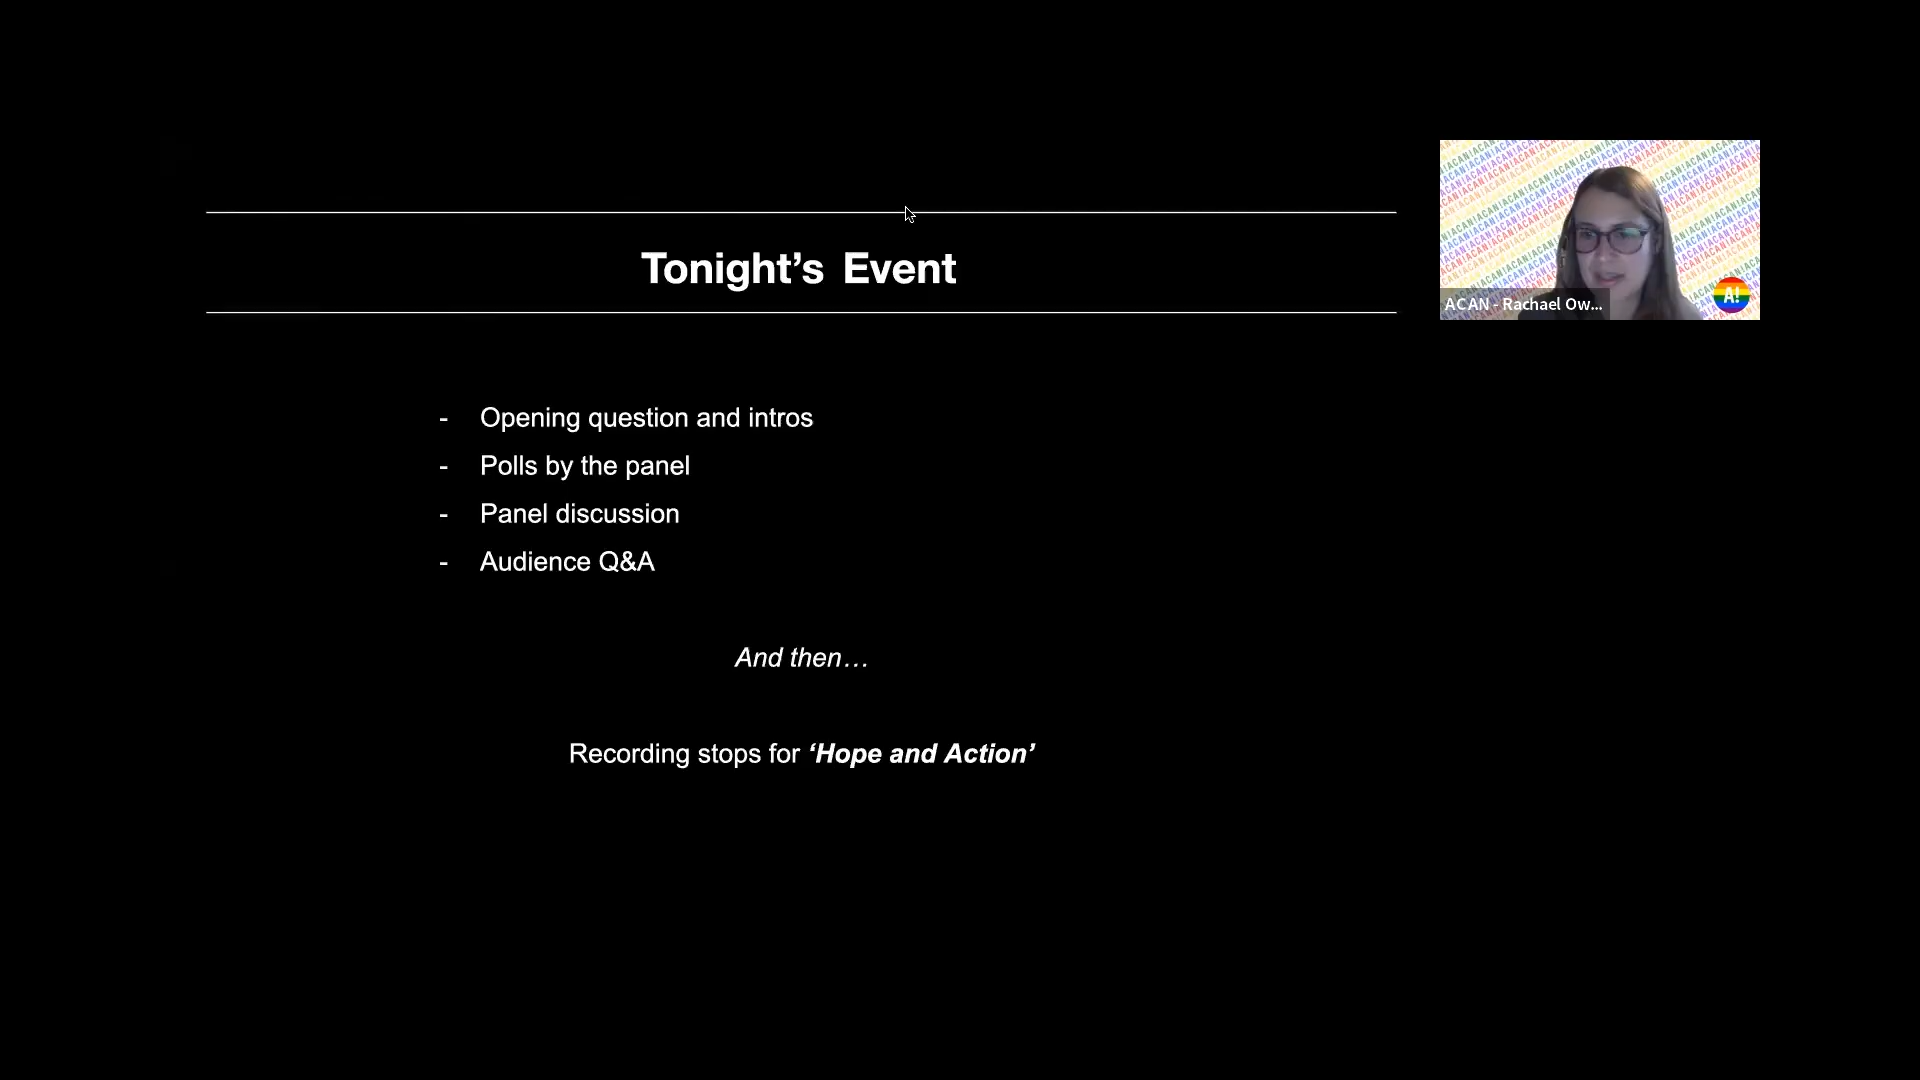 Tonight’s Event
ACAN - Rachael Ow...
A!
- Opening question and intros
- Polls by the panel
- Panel discussion
- Audience Q&A
And then…
Recording stops for ‘Hope and Action’